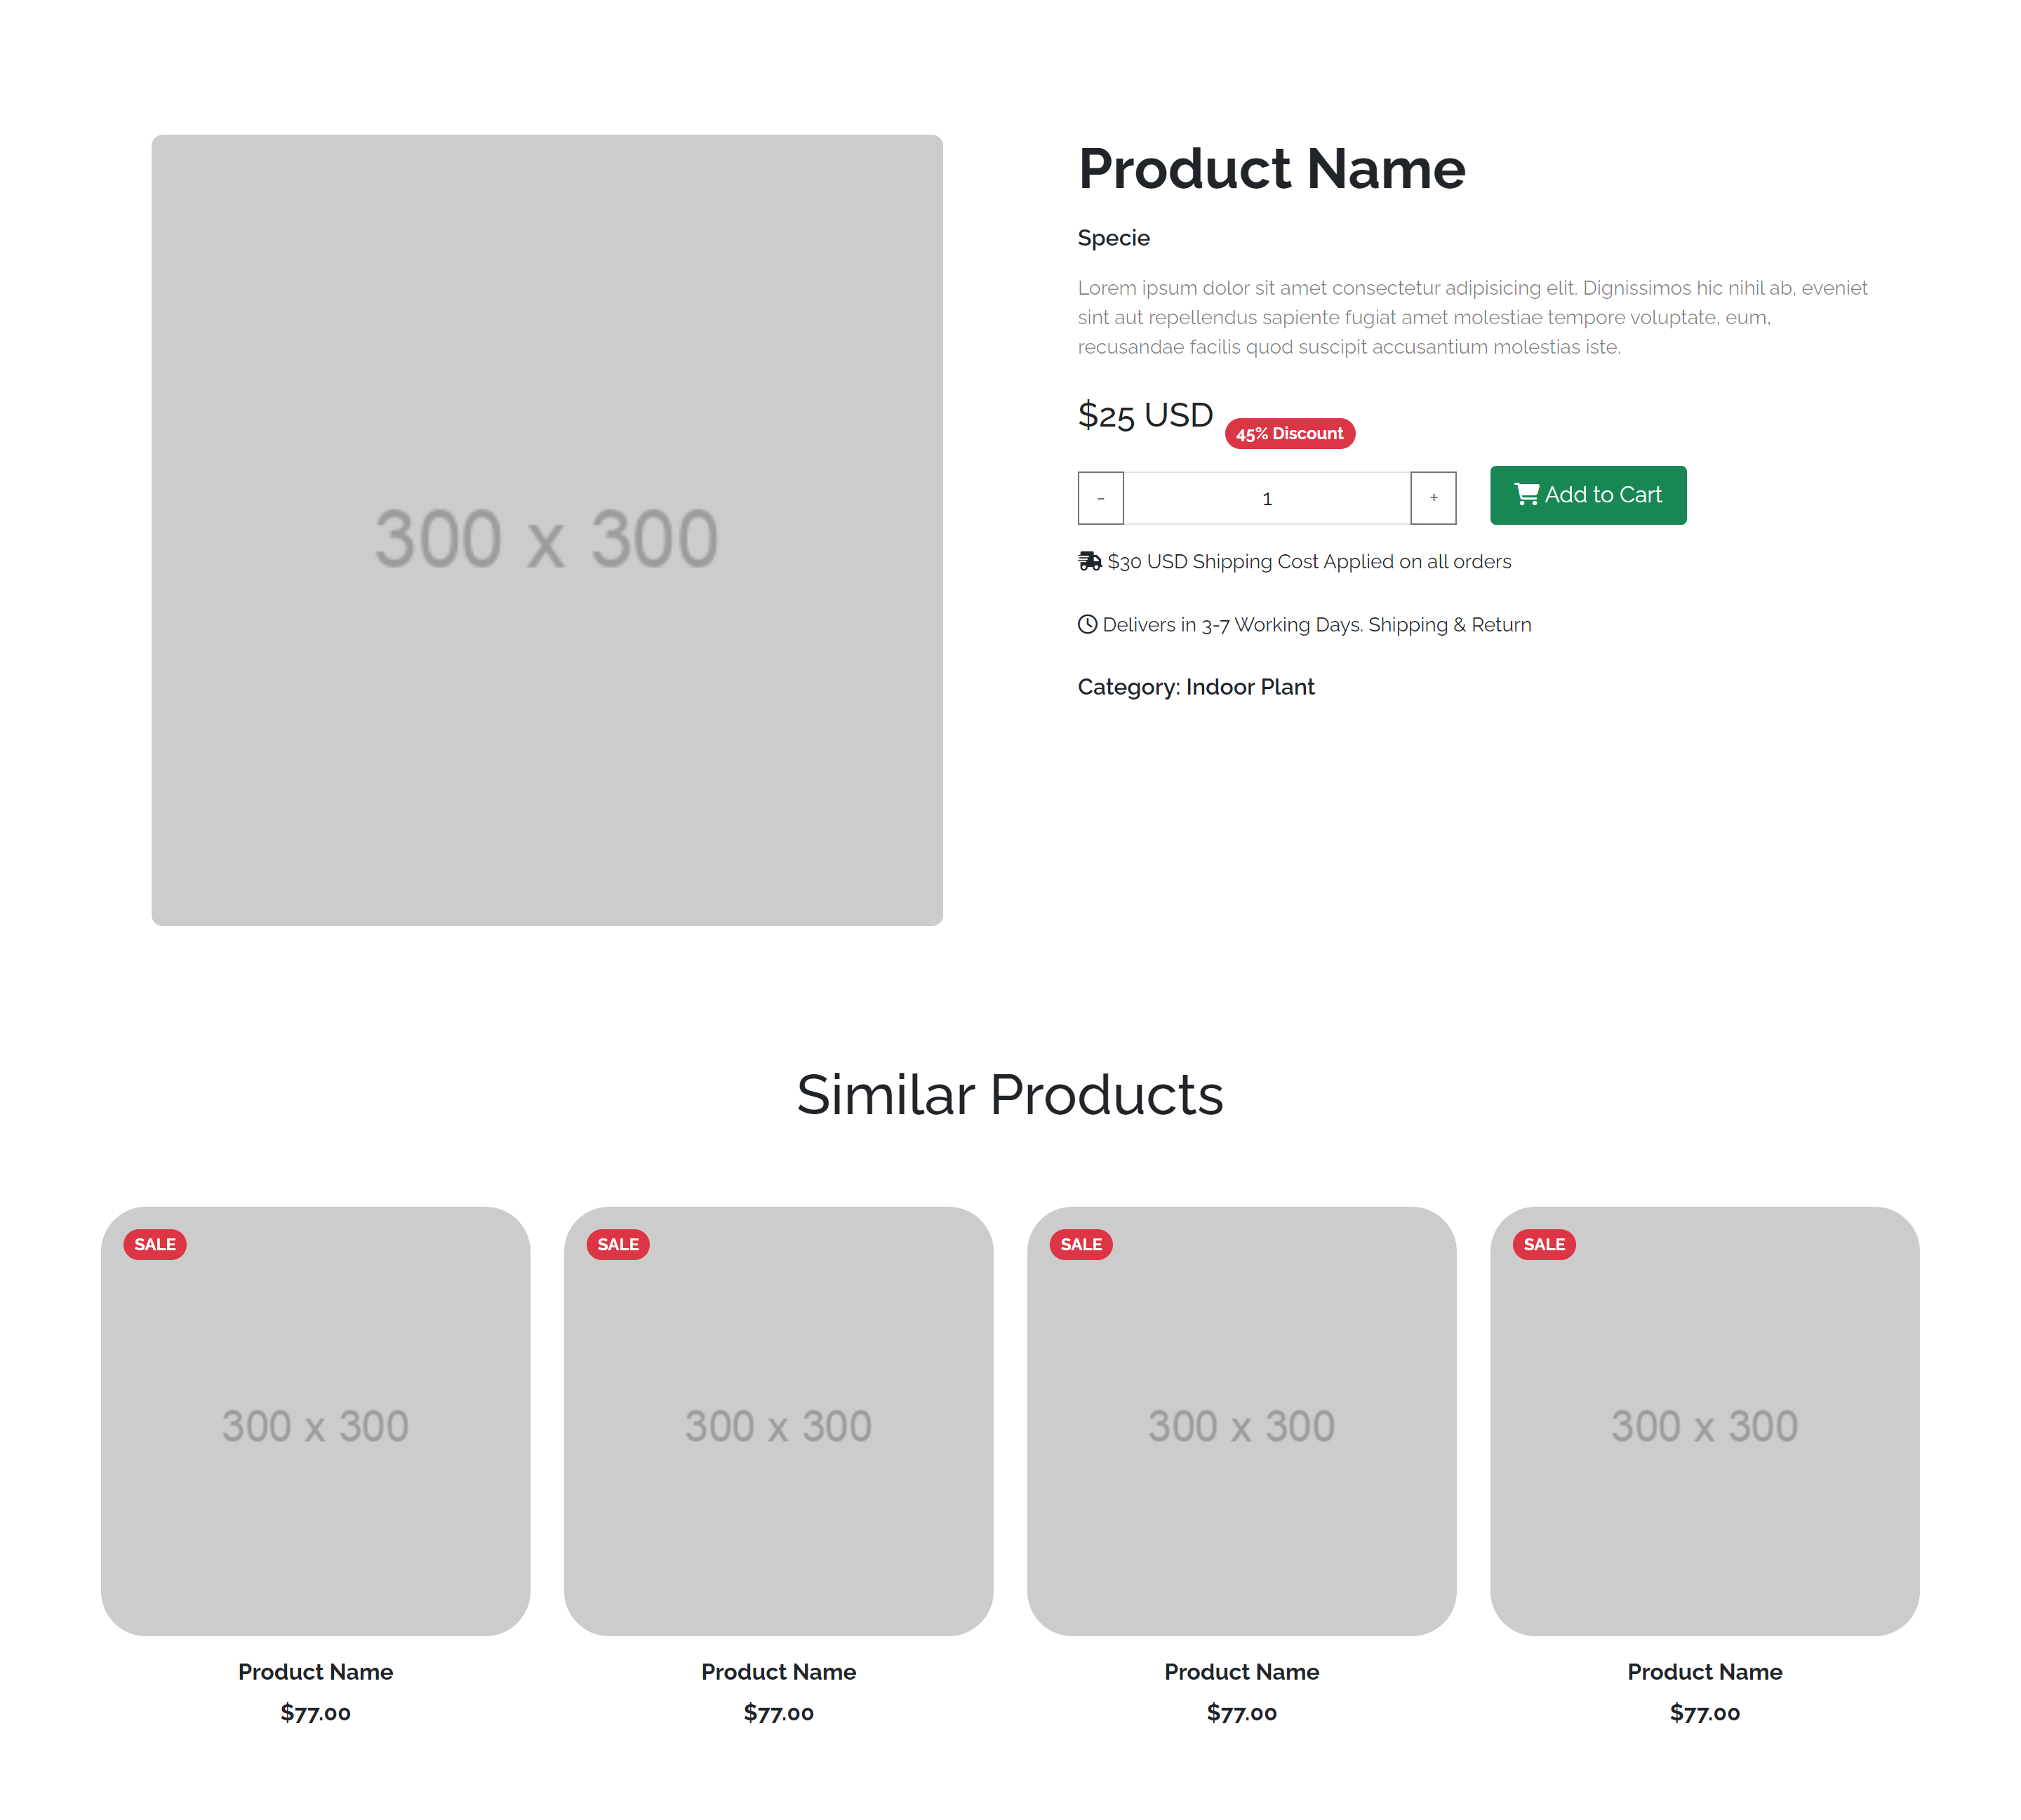 300 x 300
Product Name
Specie
Lorem ipsum dolor sit amet consectetur adipisicing elit. Dignissimos hic nihil ab, eveniet
sint aut repellendus sapiente fugiat amet molestiae tempore voluptate, eum,
recusandae facilis quod suscipit accusantium molestias iste.
$25 USD 45% Discount
- 1 + Add to Cart
$30 USD Shipping Cost Applied on all orders
Delivers in 3-7 Working Days. Shipping & Return
Category: Indoor Plant
Similar Products
SALE
300 x 300
Product Name
$77.00
SALE
300 x 300
Product Name
$77.00
SALE
300 x 300
Product Name
$77.00
SALE
300 x 300
Product Name
$77.00